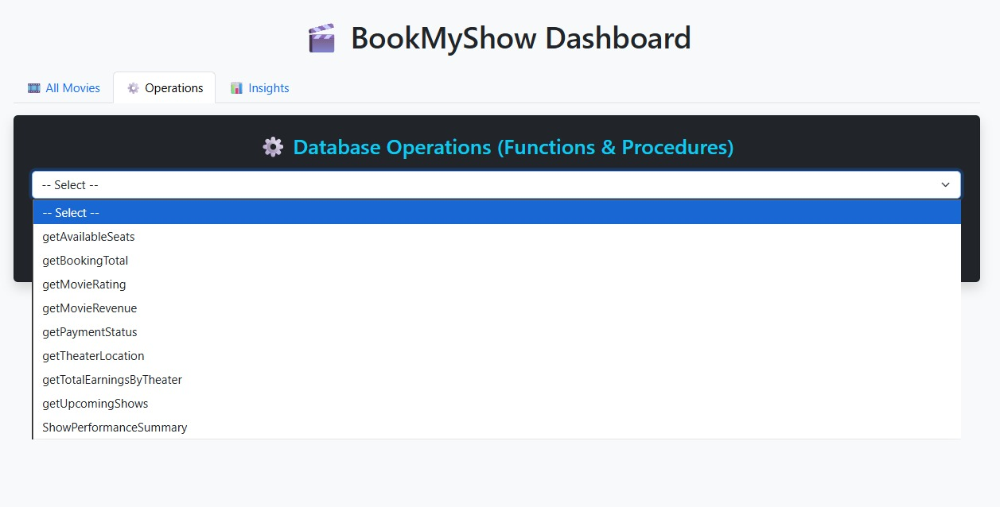 BookMyShow Dashboard
All Movies Operations Insights
Database Operations (Functions & Procedures)
-- Select --
-- Select --
getAvailableSeats
getBookingTotal
getMovieRating
getMovieRevenue
getPaymentStatus
getTheaterLocation
getTotalEarningsByTheater
getUpcomingShows
ShowPerformanceSummary